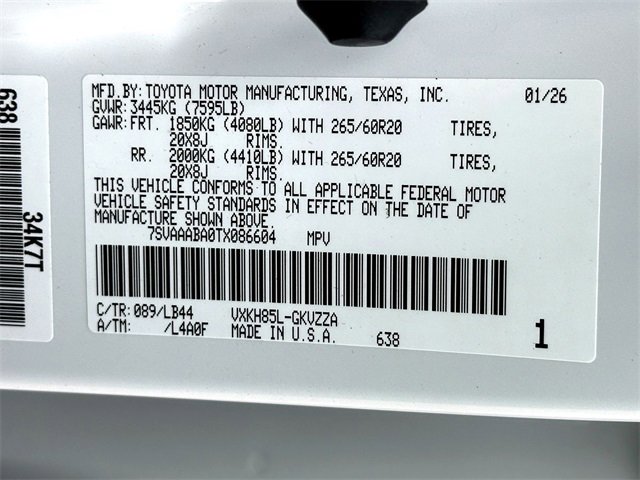 MFD.BY:TOYOTA MOTOR MANUFACTURING, TEXAS, INC. 01/26
GVWR: 3445KG (7595LB)
GAWR:FRT. 1850KG (4080LB) WITH 265/60R20 TIRES,
20X8J RIMS.
RR. 2000KG (4410LB) WITH 265/60R20 TIRES,
20X8J RIMS.
THIS VEHICLE CONFORMS TO ALL APPLICABLE FEDERAL MOTOR
VEHICLE SAFETY STANDARDS IN EFFECT ON THE DATE OF
MANUFACTURE SHOWN ABOVE.
7SVAAABA0TX086604 MPV
C/TR:089/LB44 VXKH85L-GKVZZA
A/TM: /L4A0F MADE IN U.S.A. 638 1
638
34K7T